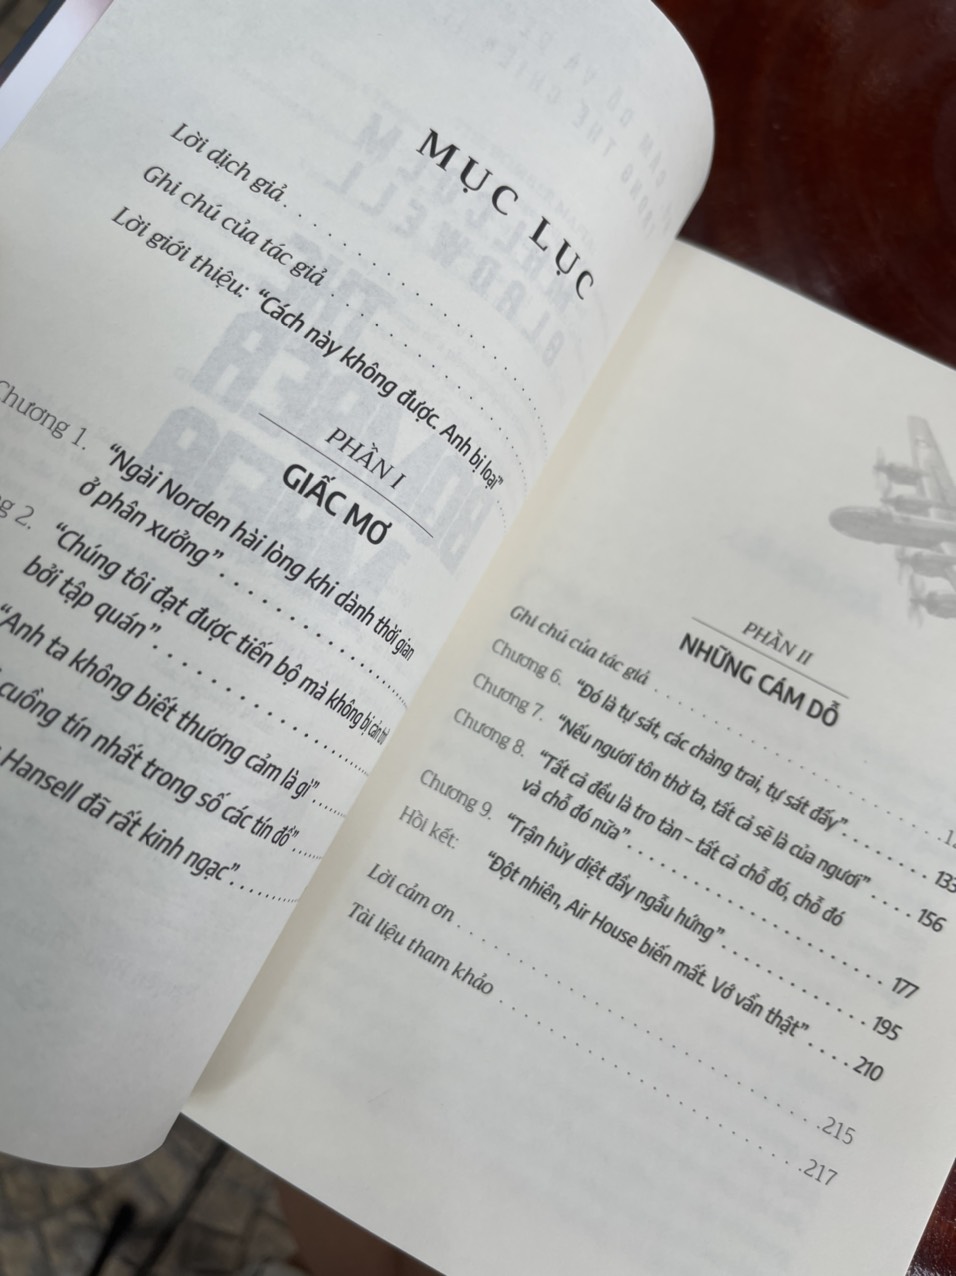 MỤC LỤC
Lời dịch giả
Ghi chú của tác giả
Lời giới thiệu: “Cách này không được. Anh bị loại”
PHẦN I
GIẤC MƠ
Chương 1. “Ngài Norden hài lòng khi dành thời gian
ở phân xưởng”
2. “Chúng tôi đạt được tiến bộ mà không bị cản trở
bởi tập quán”
“Anh ta không biết thương cảm là gì”
cuồng tín nhất trong số các tín đồ”
Hansell đã rất kinh ngạc”
PHẦN II
NHỮNG CÁM DỖ
Ghi chú của tác giả
Chương 6. “Đó là tự sát, các chàng trai, tự sát đấy” 133
Chương 7. “Nếu ngươi tôn thờ ta, tất cả sẽ là của ngươi” 156
Chương 8. “Tất cả đều là tro tàn – tất cả chỗ đó, chỗ đó
và chỗ đó nữa” 177
Chương 9. “Trận hủy diệt đầy ngẫu hứng” 195
Hồi kết: “Đột nhiên, Air House biến mất. Vớ vẩn thật” 210
Lời cảm ơn 215
Tài liệu tham khảo 217